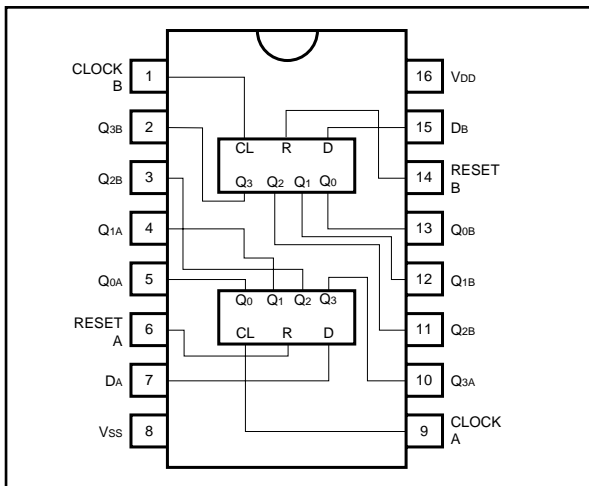 CLOCK
B
1
16
VDD
Q3B
2
15
DB
CL R D
Q2B
3
14
RESET
B
Q3 Q2 Q1 Q0
Q1A
4
13
Q0B
Q0A
5
12
Q1B
Q0 Q1 Q2 Q3
RESET
A
6
11
Q2B
CL R D
DA
7
10
Q3A
VSS
8
9
CLOCK
A